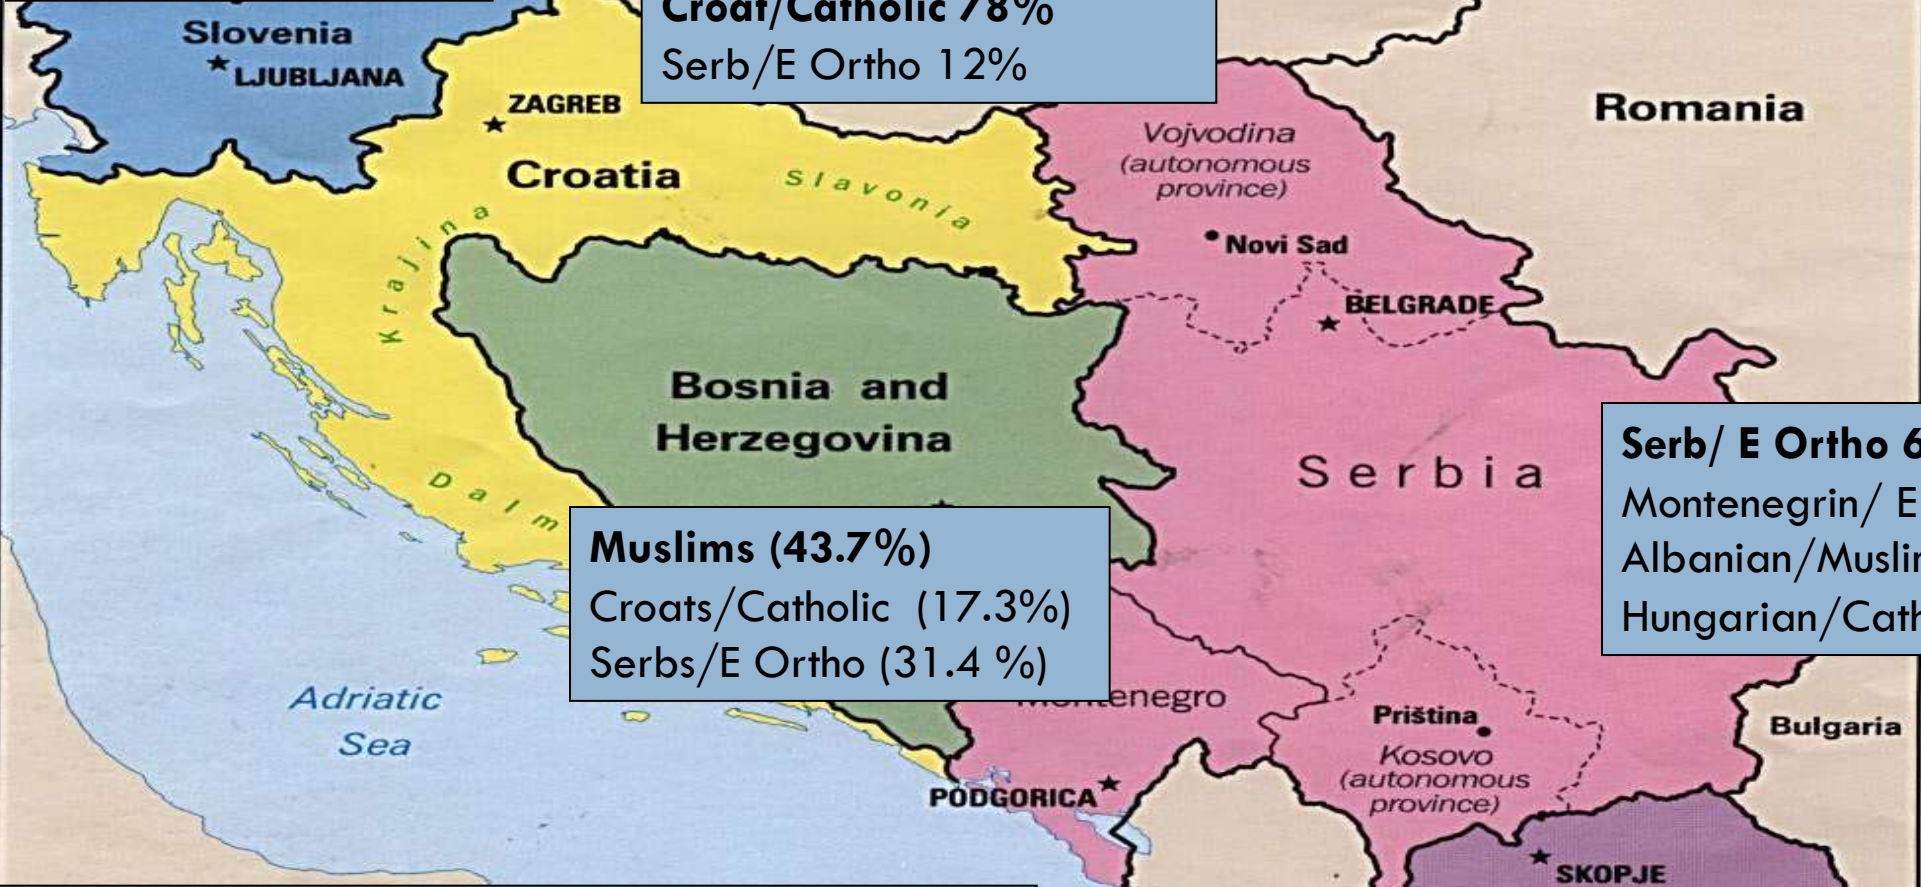 Croat/Catholic 78%
Serb/E Ortho 12%
Slovenia
LJUBLJANA
ZAGREB
Croatia
Slavonia
Krajina
Vojvodina
(autonomous
province)
Novi Sad
BELGRADE
Romania
Bosnia and
Herzegovina
Serbia
Serb/ E Ortho 6
Montenegrin/ E
Albanian/Muslim
Hungarian/Cath
Dalm
Muslims (43.7%)
Croats/Catholic (17.3%)
Serbs/E Ortho (31.4 %)
Montenegro
Adriatic
Sea
Priština
Kosovo
(autonomous
province)
Bulgaria
PODGORICA
SKOPJE